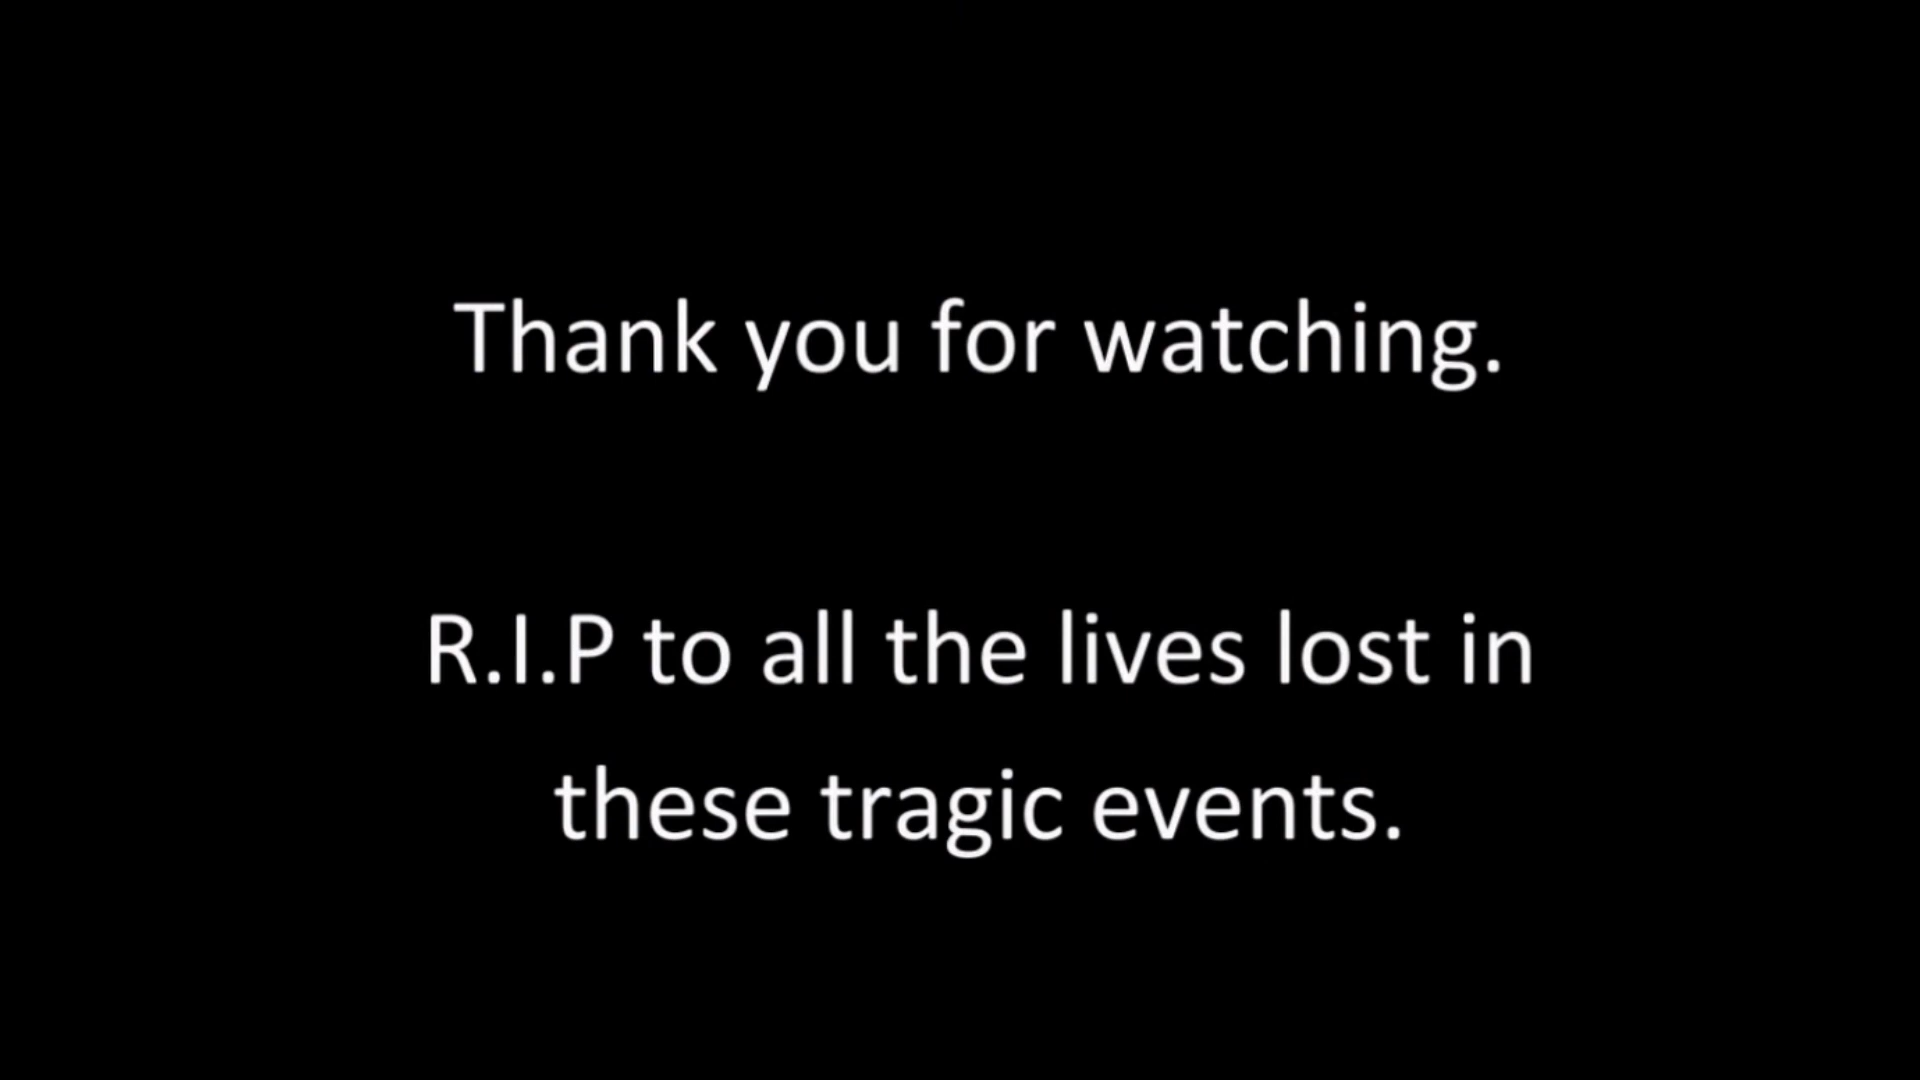 Thank you for watching.
R.I.P to all the lives lost in
these tragic events.